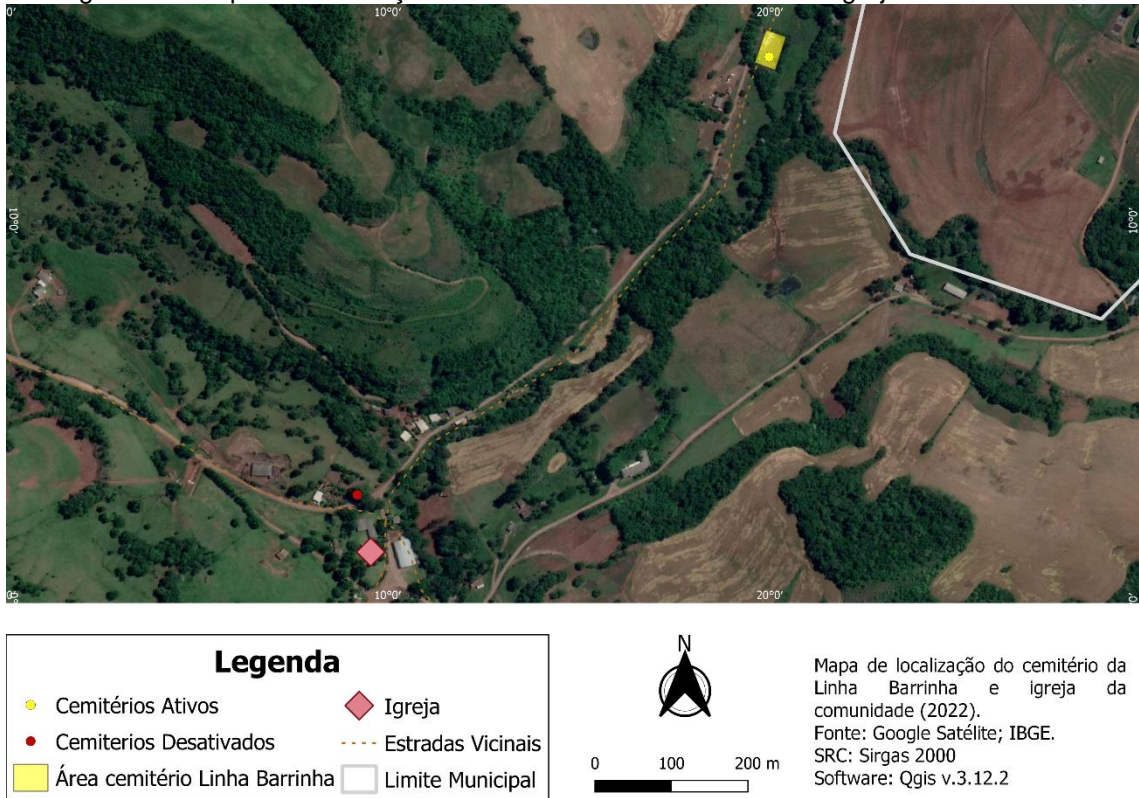 0' 10°0' 20°0'
10°0' 10°0'
10°0' 20°0'
Legenda
Cemitérios Ativos
Cemiterios Desativados
Área cemitério Linha Barrinha
Igreja
Estradas Vicinais
Limite Municipal
N
0 100 200 m
Mapa de localização do cemitério da
Linha Barrinha e igreja da
comunidade (2022).
Fonte: Google Satélite; IBGE.
SRC: Sirgas 2000
Software: Qgis v.3.12.2